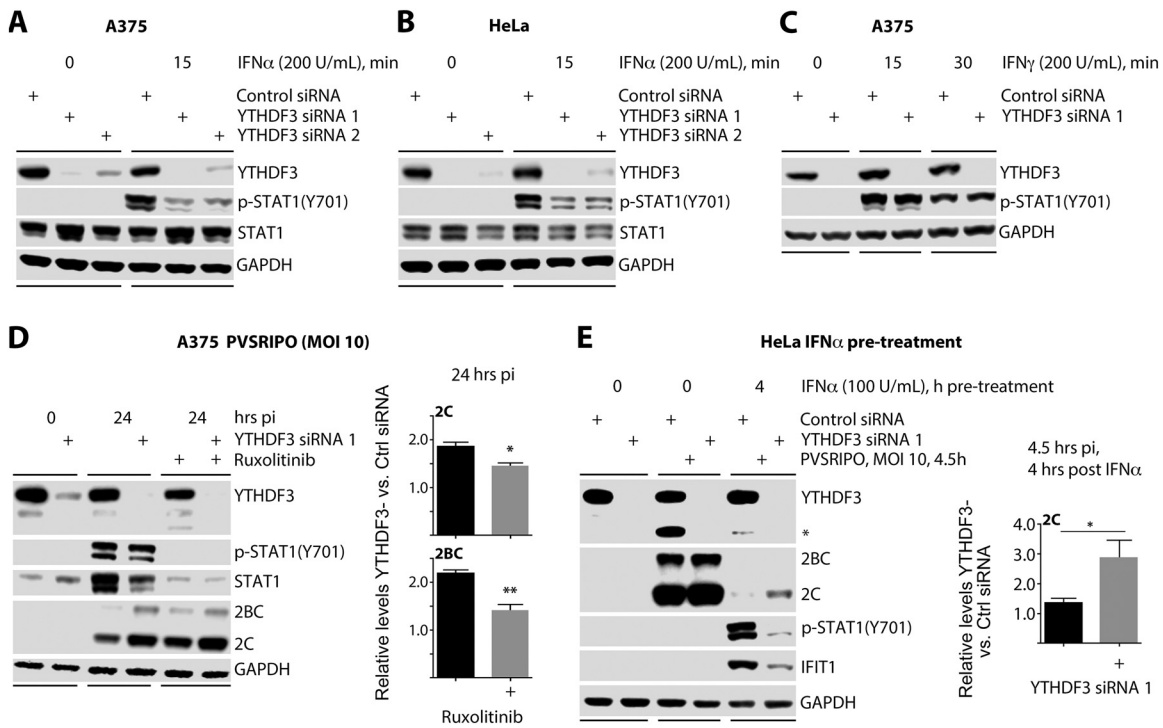 A
A375
0 15 IFNα (200 U/mL), min
+ + Control siRNA
+ + YTHDF3 siRNA 1
+ + YTHDF3 siRNA 2
YTHDF3
p-STAT1(Y701)
STAT1
GAPDH
B
HeLa
0 15 IFNα (200 U/mL), min
+ + Control siRNA
+ + YTHDF3 siRNA 1
+ + YTHDF3 siRNA 2
YTHDF3
p-STAT1(Y701)
STAT1
GAPDH
C
A375
0 15 30 IFNγ (200 U/mL), min
+ + + Control siRNA
+ + + YTHDF3 siRNA 1
YTHDF3
p-STAT1(Y701)
GAPDH
D
A375 PVSRIPO (MOI 10)
0 24 24 hrs pi
+ + + YTHDF3 siRNA 1
+ + Ruxolitinib
YTHDF3
p-STAT1(Y701)
STAT1
2BC
2C
GAPDH
24 hrs pi
Relative levels YTHDF3- vs. Ctrl siRNA
2C
2.0
*
1.0
2BC
2.0
**
1.0
+
Ruxolitinib
E
HeLa IFNα pre-treatment
0 0 4 IFNα (100 U/mL), h pre-treatment
+ + + Control siRNA
+ + + YTHDF3 siRNA 1
+ + PVSRIPO, MOI 10, 4.5h
YTHDF3
*
2BC
2C
p-STAT1(Y701)
IFIT1
GAPDH
4.5 hrs pi,
4 hrs post IFNα
Relative levels YTHDF3-
vs. Ctrl siRNA
4.0 2C
*
3.0
2.0
1.0
+
YTHDF3 siRNA 1